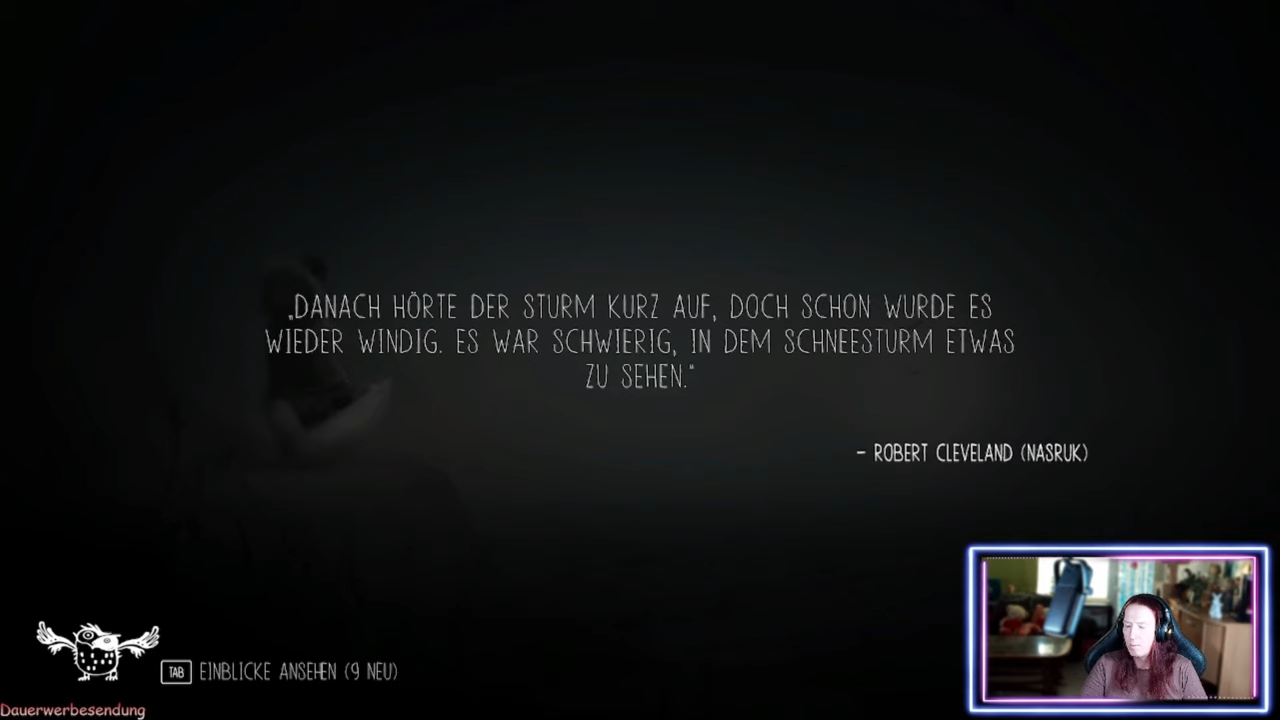 „DANACH HÖRTE DER STURM KURZ AUF, DOCH SCHON WURDE ES
WIEDER WINDIG. ES WAR SCHWIERIG, IN DEM SCHNEESTURM ETWAS
ZU SEHEN.“
– ROBERT CLEVELAND (NASRUK)
TAB EINBLICKE ANSEHEN (9 NEU)
Dauerwerbesendung